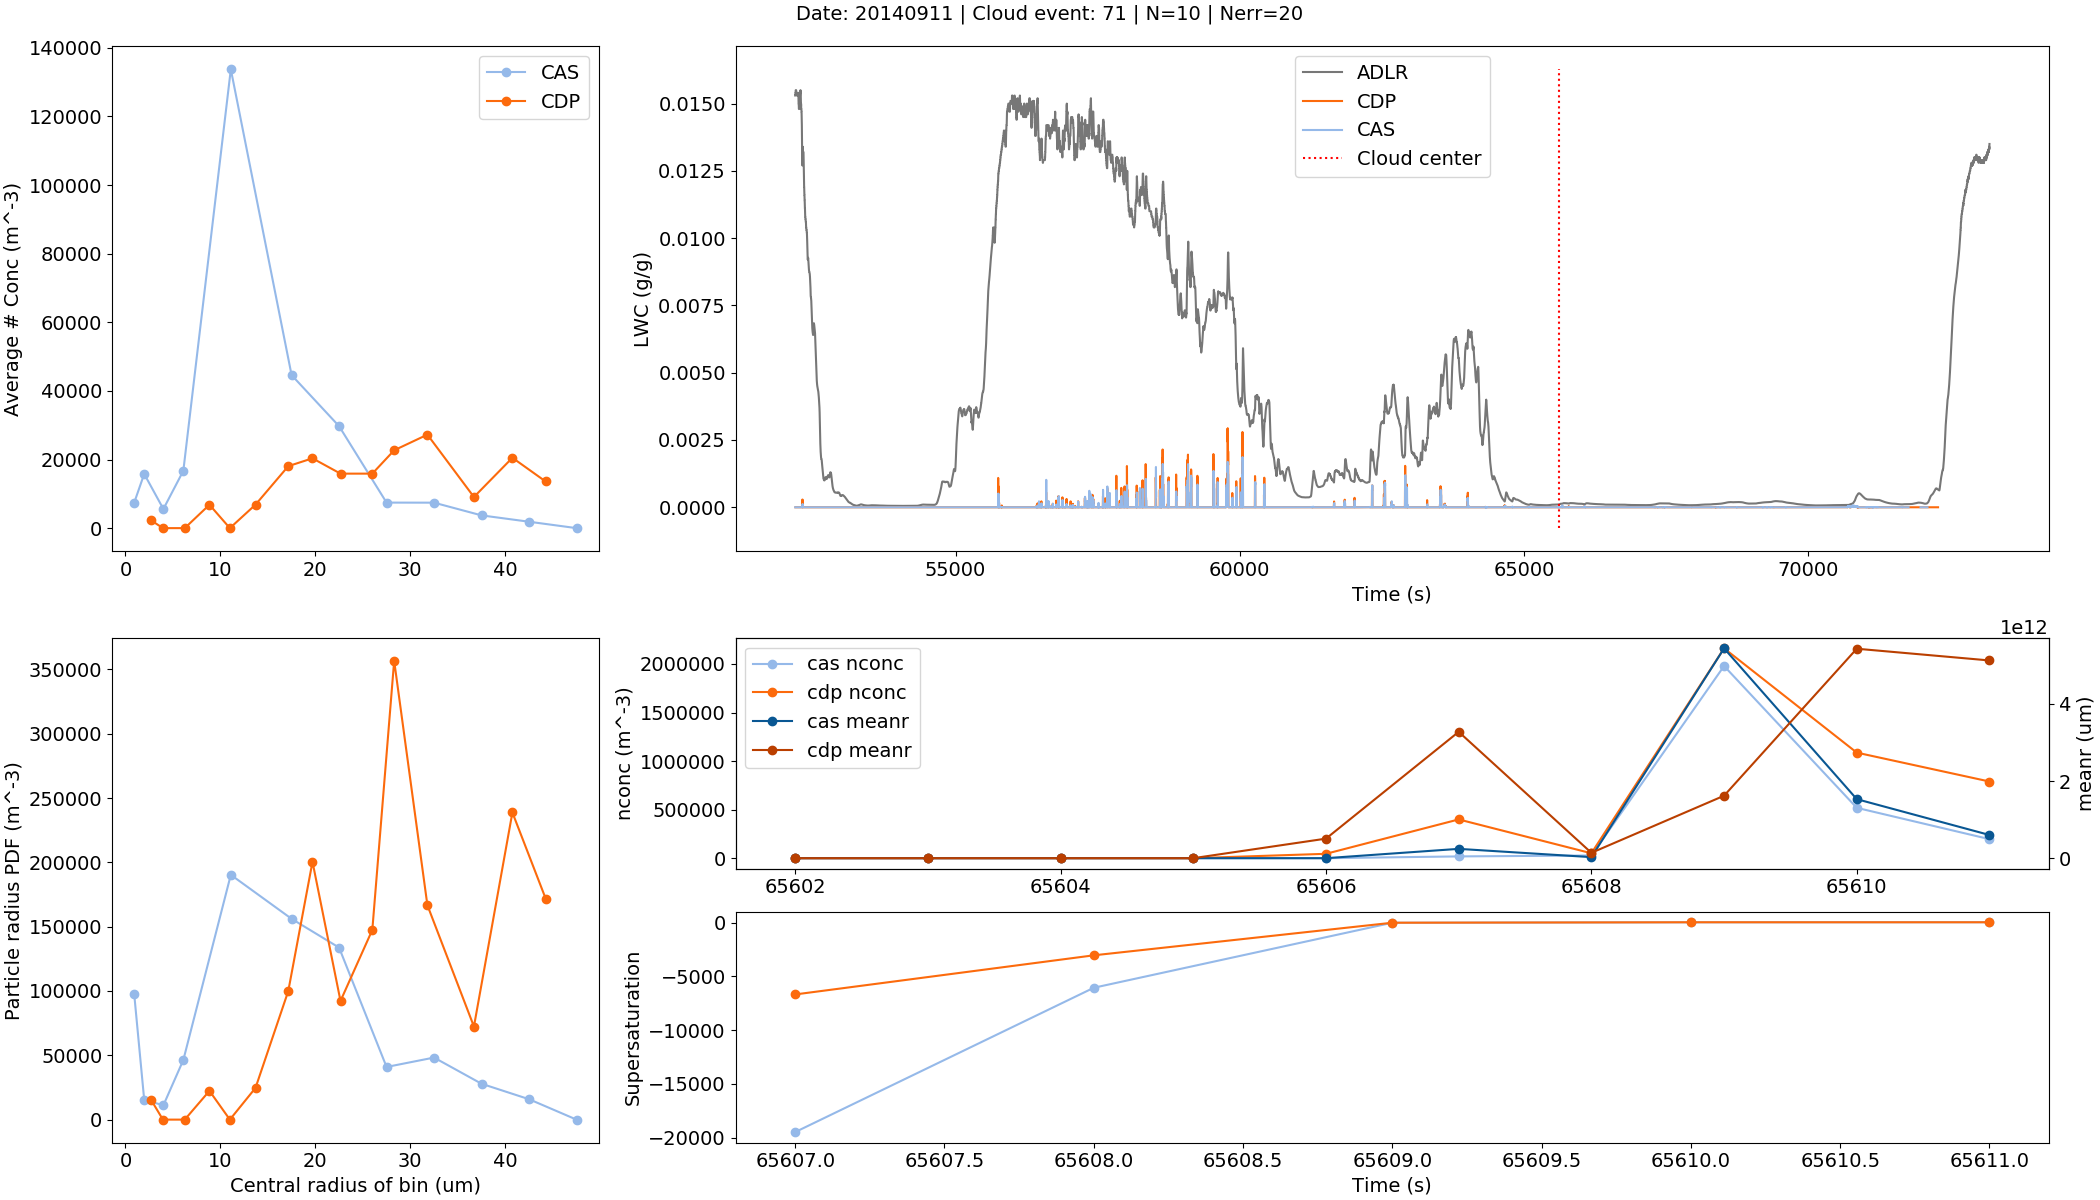 Date: 20140911 | Cloud event: 71 | N=10 | Nerr=20
140000
120000
100000
80000
60000
40000
20000
0
Average # Conc (m^-3)
0 10 20 30 40
CAS
CDP
0.0150
0.0125
0.0100
0.0075
0.0050
0.0025
0.0000
LWC (g/g)
ADLR
CDP
CAS
Cloud center
55000 60000 65000 70000
Time (s)
350000
300000
250000
200000
150000
100000
50000
0
Particle radius PDF (m^-3)
0 10 20 30 40
Central radius of bin (um)
1e12
2000000
1500000
1000000
500000
0
nconc (m^-3)
cas nconc
cdp nconc
cas meanr
cdp meanr
4
2
0
meanr (um)
65602 65604 65606 65608 65610
0
−5000
−10000
−15000
−20000
Supersaturation
65607.0 65607.5 65608.0 65608.5 65609.0 65609.5 65610.0 65610.5 65611.0
Time (s)